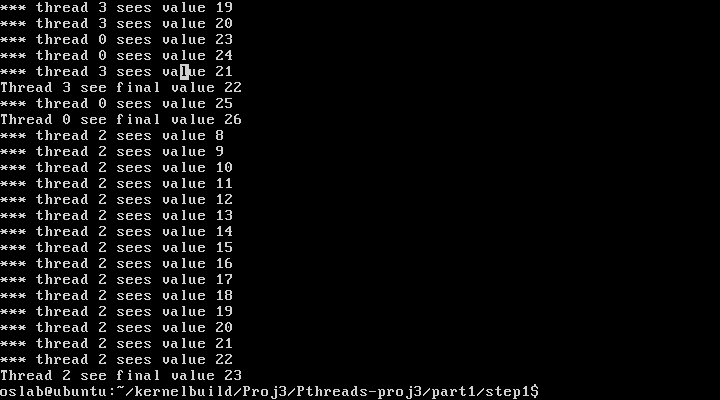 *** thread 3 sees value 19
*** thread 3 sees value 20
*** thread 0 sees value 23
*** thread 0 sees value 24
*** thread 3 sees value 21
Thread 3 see final value 22
*** thread 0 sees value 25
Thread 0 see final value 26
*** thread 2 sees value 8
*** thread 2 sees value 9
*** thread 2 sees value 10
*** thread 2 sees value 11
*** thread 2 sees value 12
*** thread 2 sees value 13
*** thread 2 sees value 14
*** thread 2 sees value 15
*** thread 2 sees value 16
*** thread 2 sees value 17
*** thread 2 sees value 18
*** thread 2 sees value 19
*** thread 2 sees value 20
*** thread 2 sees value 21
*** thread 2 sees value 22
Thread 2 see final value 23
oslab@ubuntu:~/kernelbuild/Proj3/Pthreads-proj3/part1/step1$